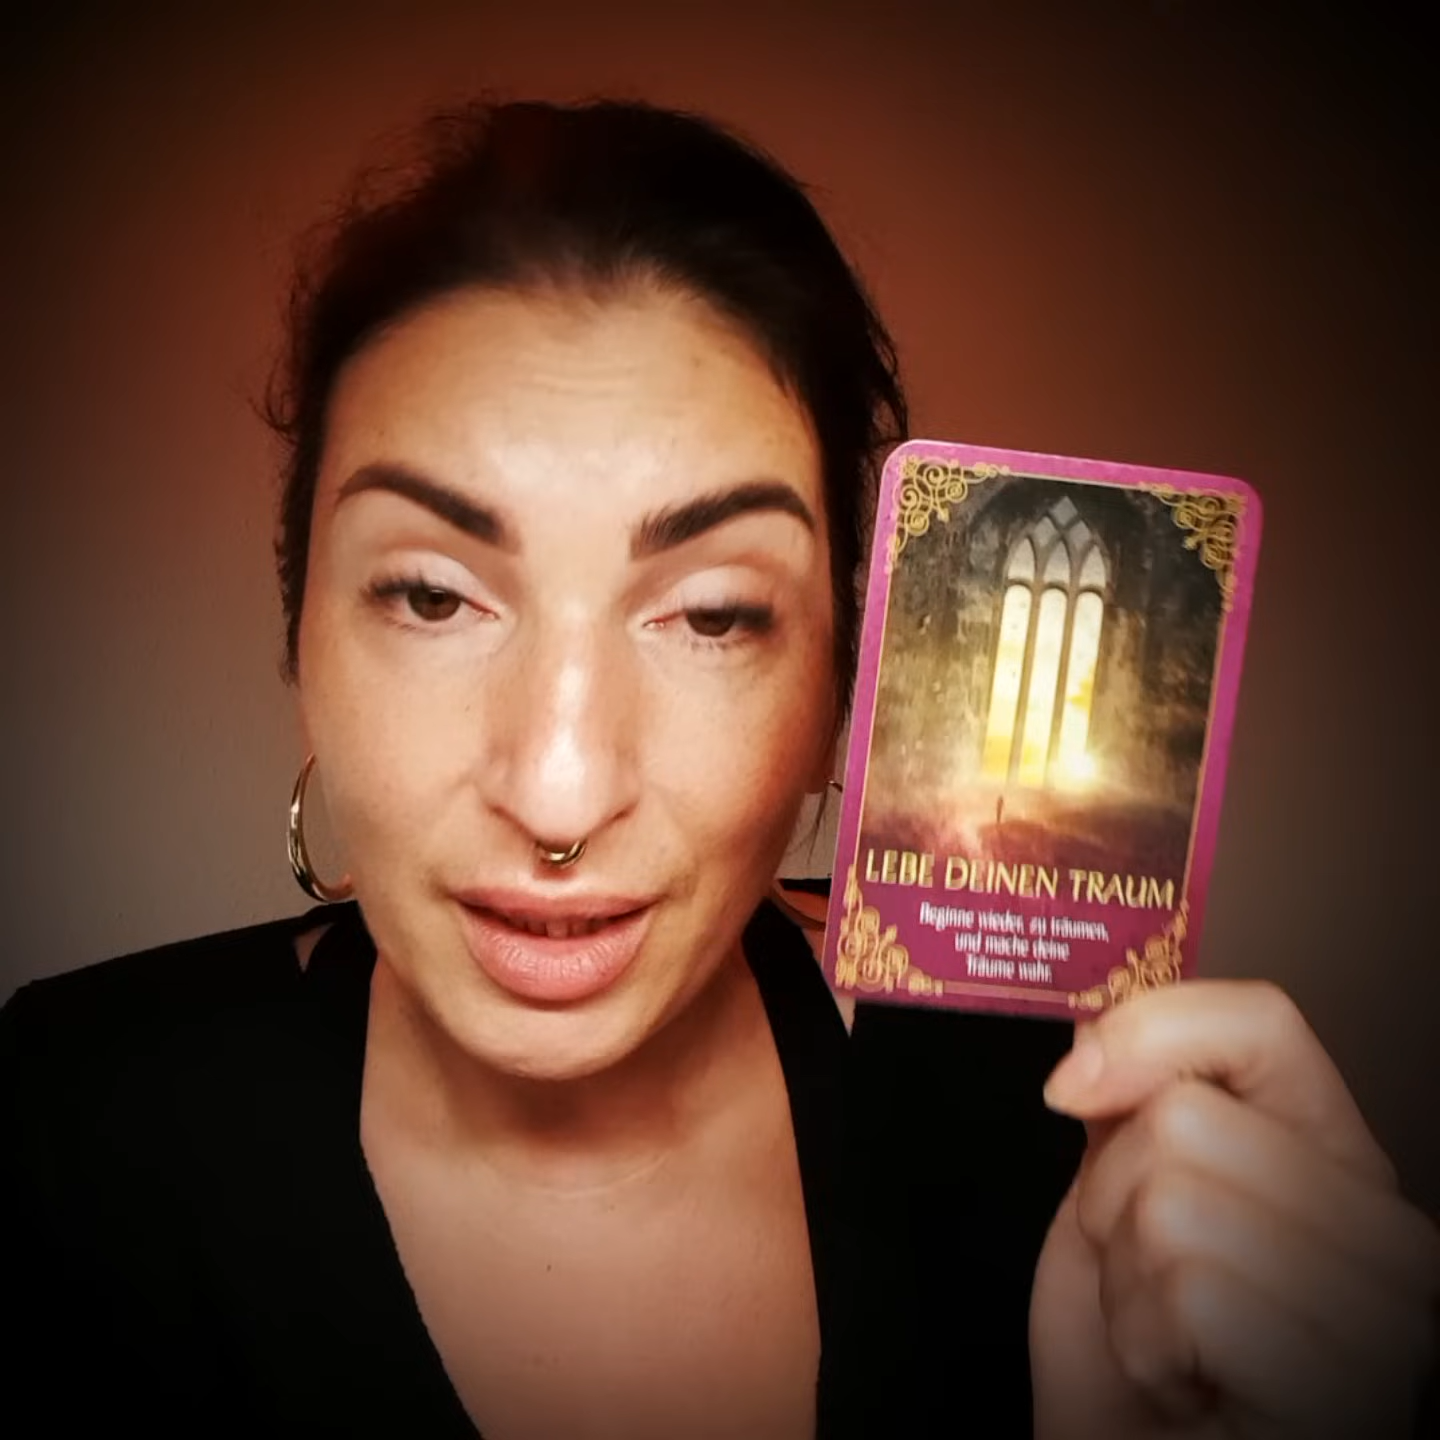 LEBE DEINEN TRAUM
Beginne wieder, zu träumen,
und mache deine
Träume wahr.